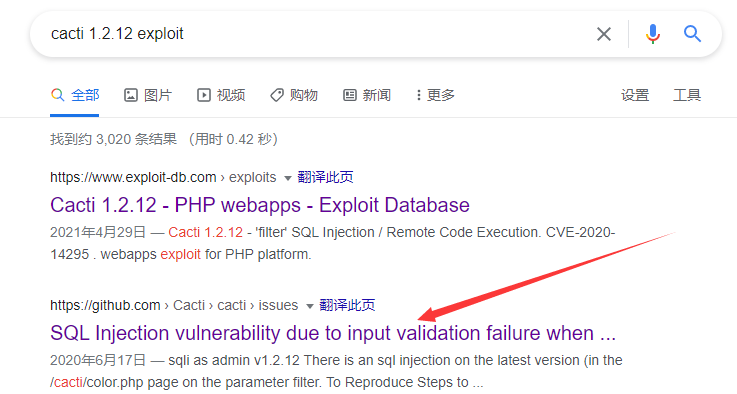 cacti 1.2.12 exploit
全部 图片 视频 购物 新闻 更多 设置 工具
找到约 3,020 条结果 （用时 0.42 秒）
https://www.exploit-db.com › exploits 翻译此页
Cacti 1.2.12 - PHP webapps - Exploit Database
2021年4月29日 — Cacti 1.2.12 - 'filter' SQL Injection / Remote Code Execution. CVE-2020-
14295 . webapps exploit for PHP platform.
https://github.com › Cacti › cacti › issues 翻译此页
SQL Injection vulnerability due to input validation failure when ...
2020年6月17日 — sqli as admin v1.2.12 There is an sql injection on the latest version (in the
/cacti/color.php page on the parameter filter. To Reproduce Steps to ...